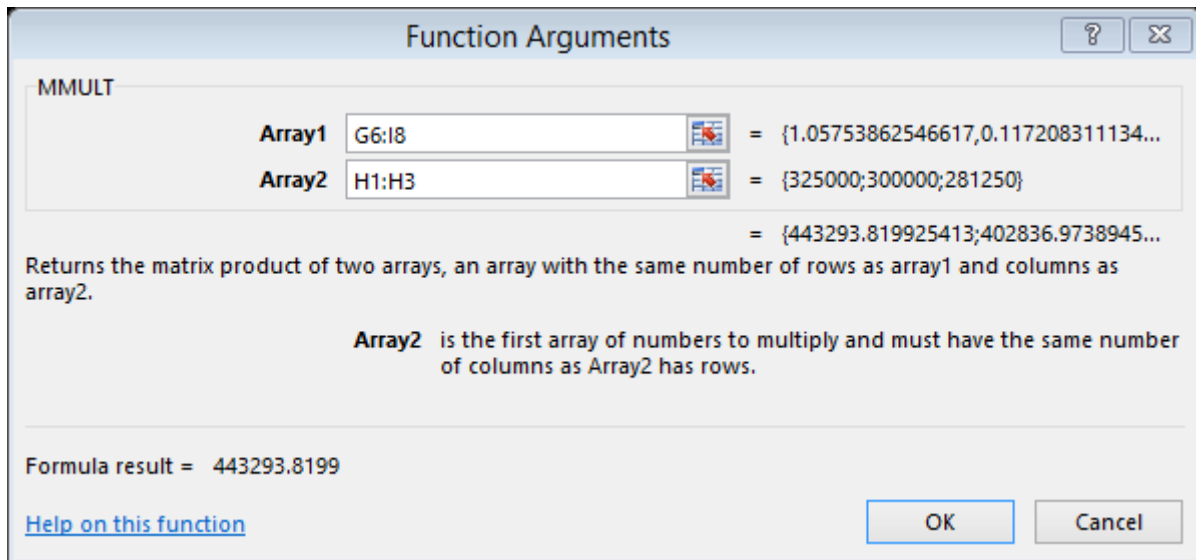 Function Arguments
?
MMULT
Array1 G6:I8 = {1.05753862546617,0.117208311134...
Array2 H1:H3 = {325000;300000;281250}
= {443293.819925413;402836.9738945...
Returns the matrix product of two arrays, an array with the same number of rows as array1 and columns as
array2.
Array2 is the first array of numbers to multiply and must have the same number
of columns as Array2 has rows.
Formula result = 443293.8199
Help on this function
OK Cancel